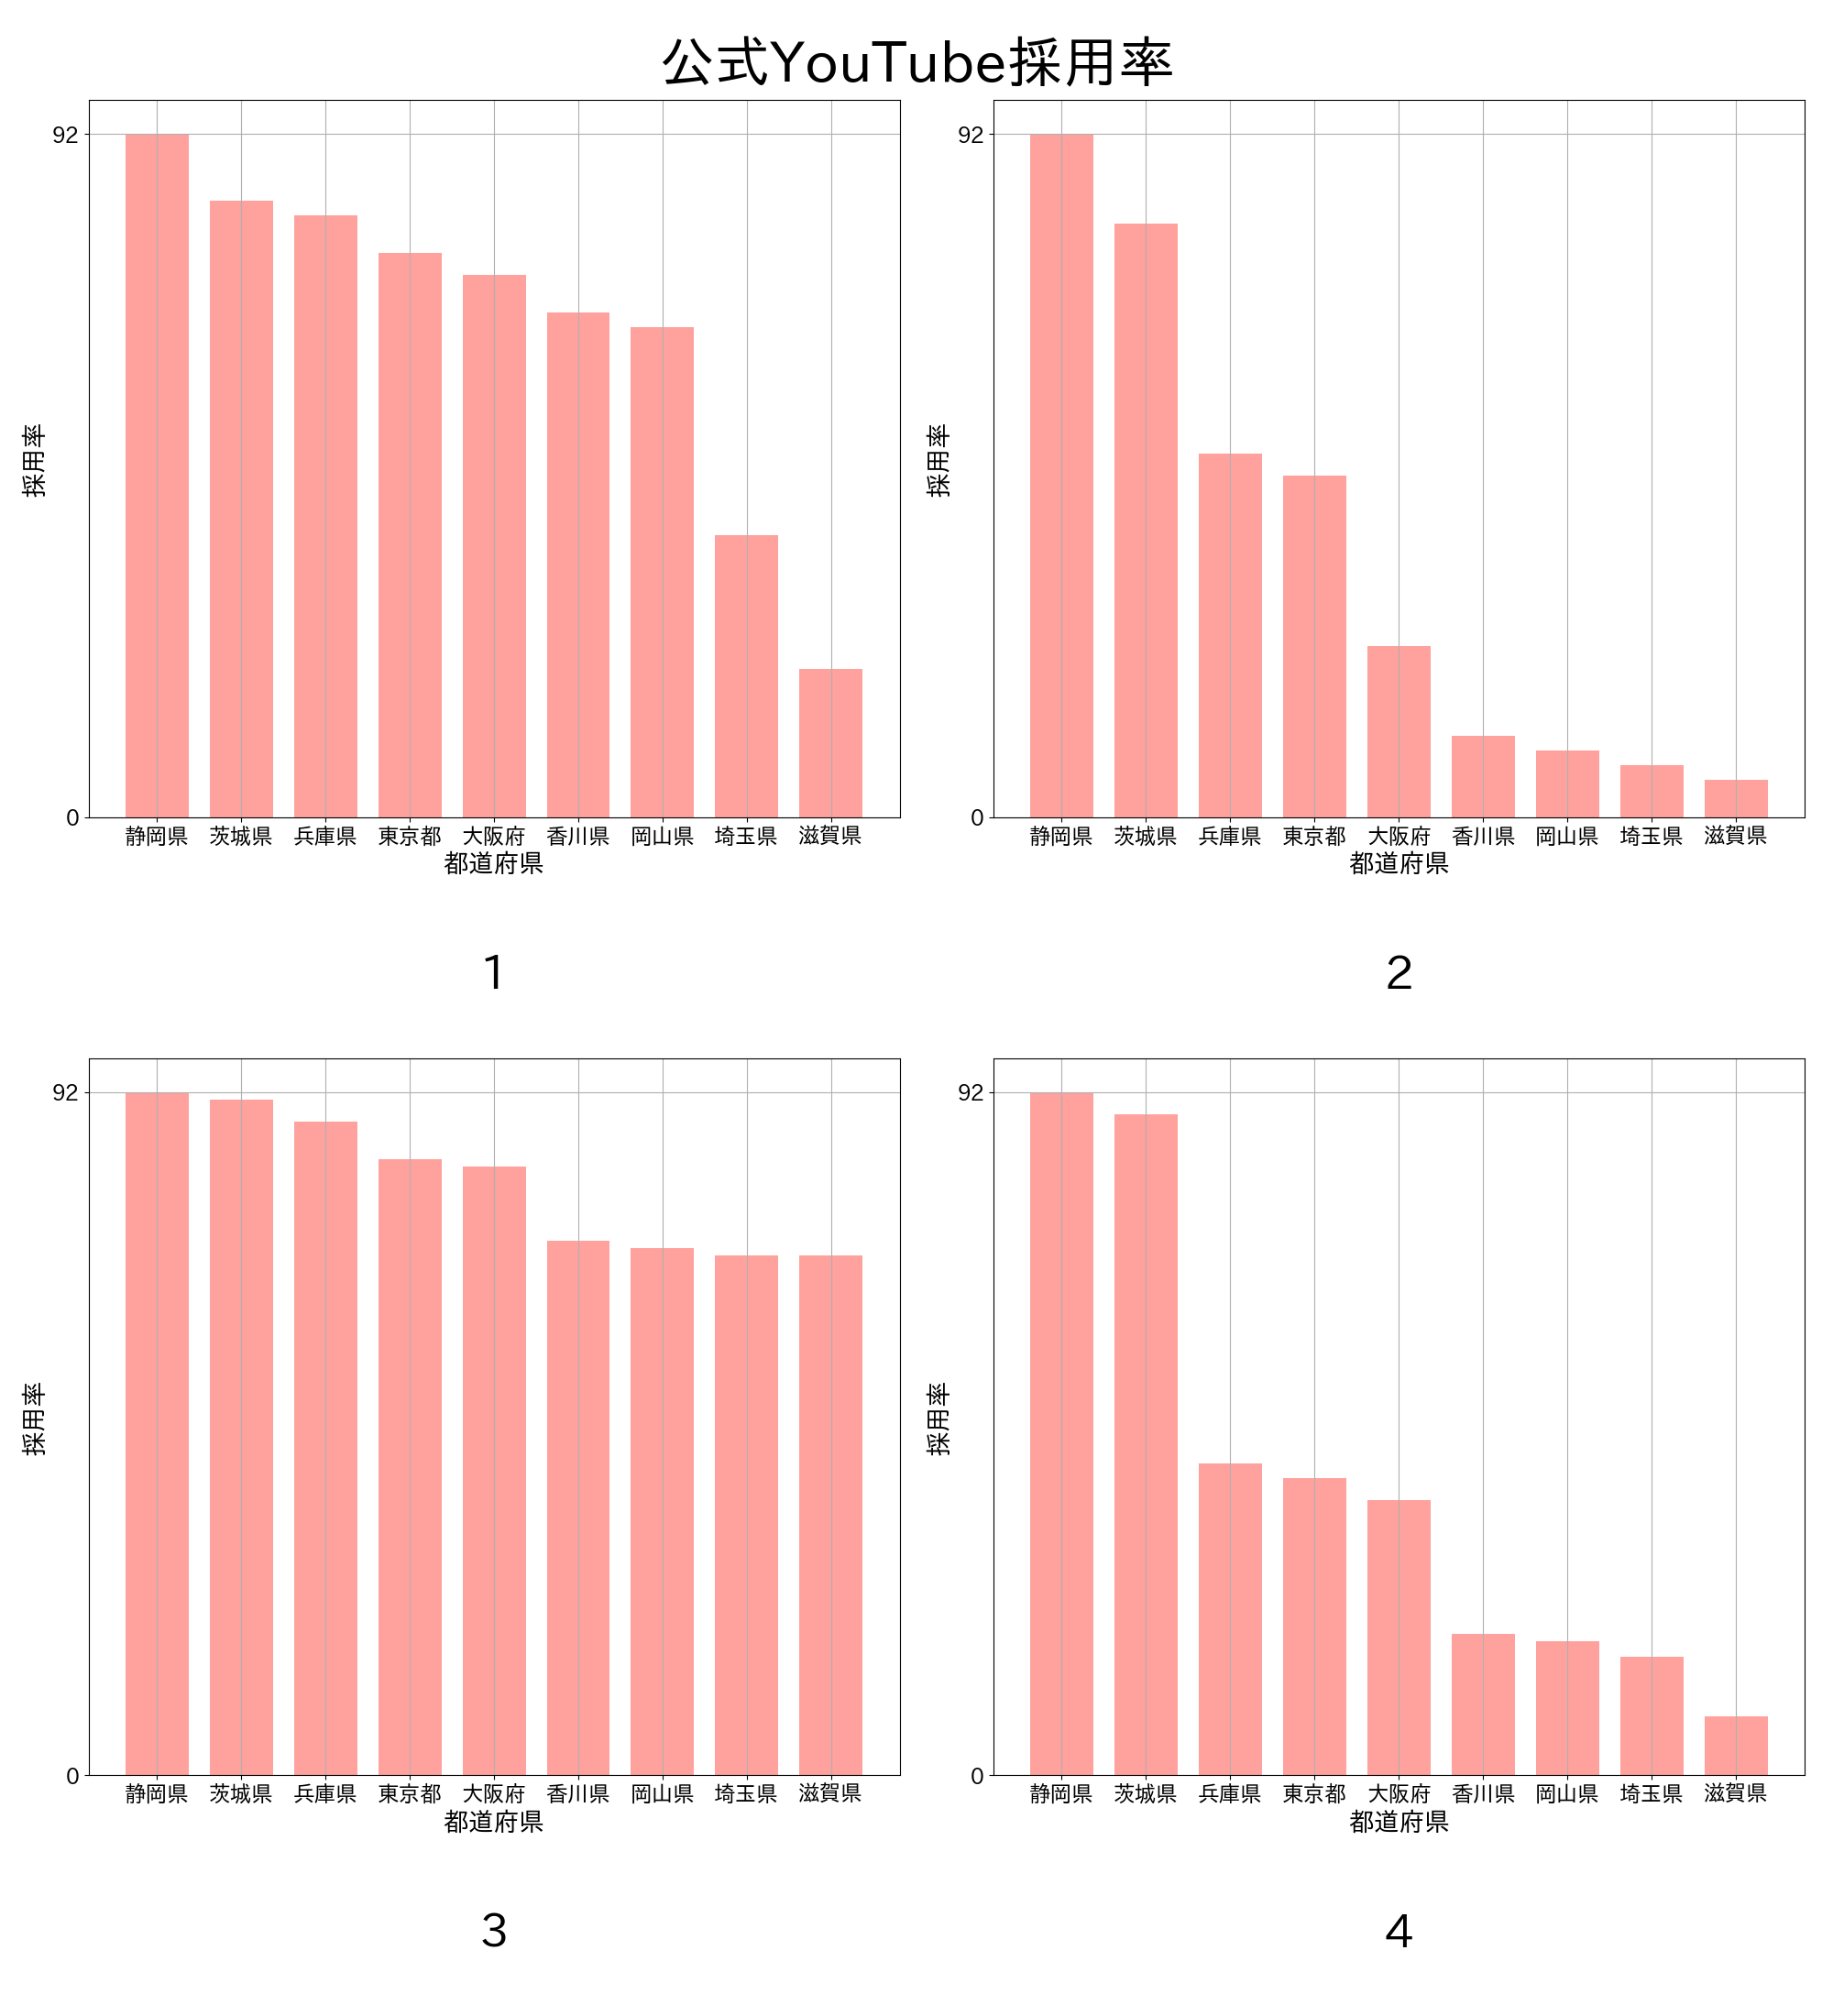 公式YouTube採用率
採用率
92
0
静岡県 茨城県 兵庫県 東京都 大阪府 香川県 岡山県 埼玉県 滋賀県
都道府県
1
採用率
92
0
静岡県 茨城県 兵庫県 東京都 大阪府 香川県 岡山県 埼玉県 滋賀県
都道府県
2
採用率
92
0
静岡県 茨城県 兵庫県 東京都 大阪府 香川県 岡山県 埼玉県 滋賀県
都道府県
3
採用率
92
0
静岡県 茨城県 兵庫県 東京都 大阪府 香川県 岡山県 埼玉県 滋賀県
都道府県
4